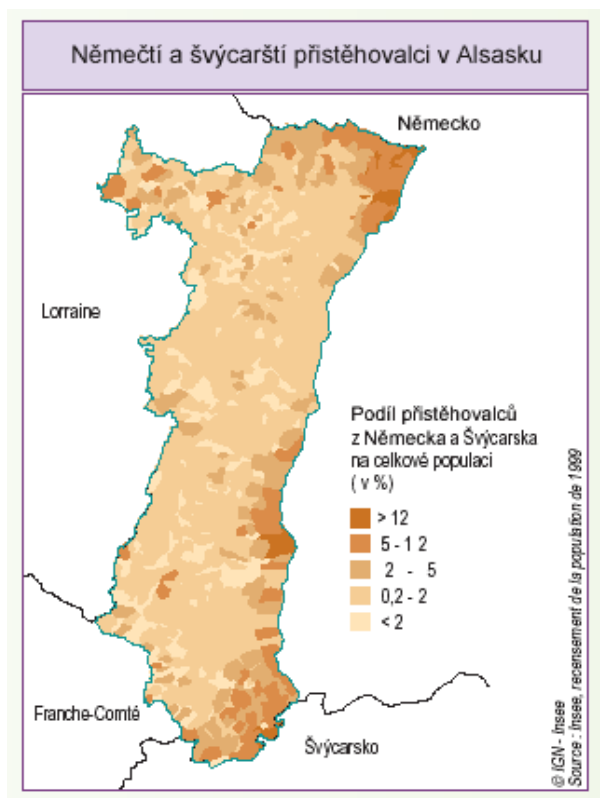 Němečtí a švýcarští přistěhovalci v Alsasku
Německo
Lorraine
Podíl přistěhovalců
z Německa a Švýcarska
na celkové populaci
( v %)
> 12
5 - 1 2
2 - 5
0,2 - 2
< 2
Franche-Comté
Švýcarsko
© IGN - Insee
Source : Insee, recensement de la population de 1999